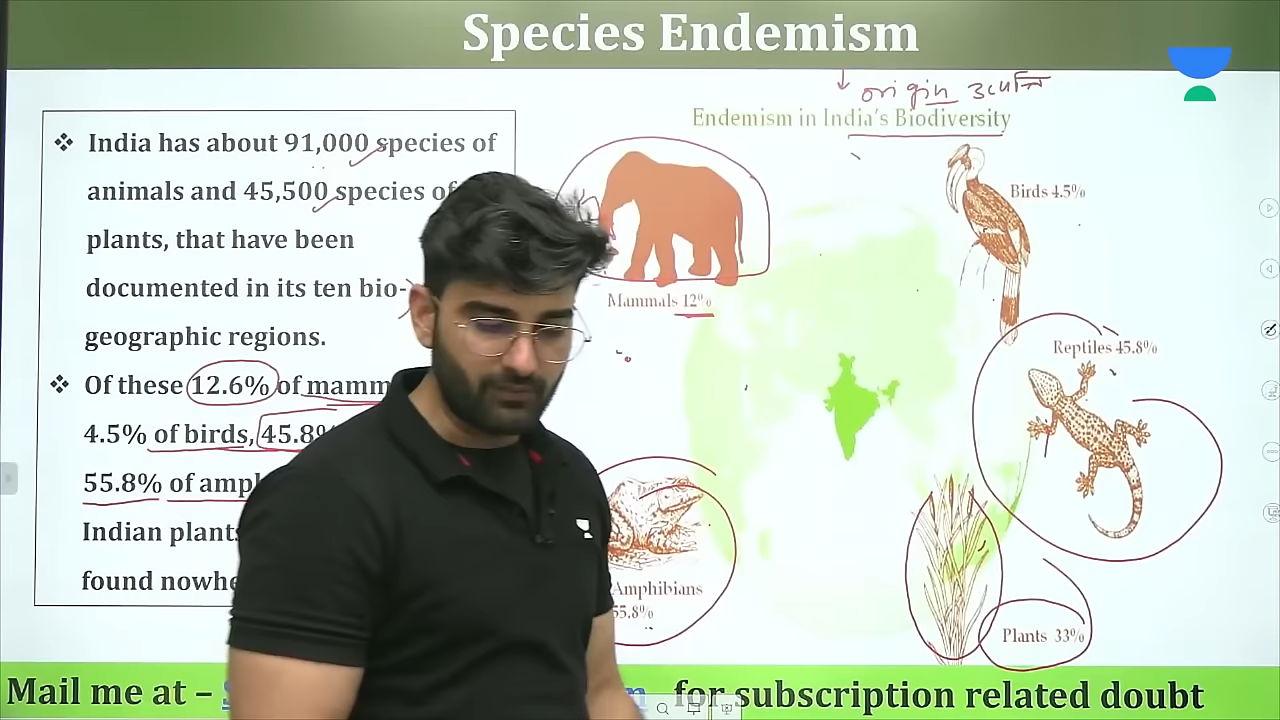 Species Endemism
origin उत्पत्ति
Endemism in India's Biodiversity
❖ India has about 91,000 species of
animals and 45,500 species of
plants, that have been
documented in its ten bio-
geographic regions.
❖ Of these 12.6% of mamm
4.5% of birds, 45.8%
55.8% of amp
Indian plants
found nowhe
Mammals 12%
Birds 4.5%
Reptiles 45.8%
Amphibians
55.8%
Plants 33%
Mail me at – for subscription related doubt